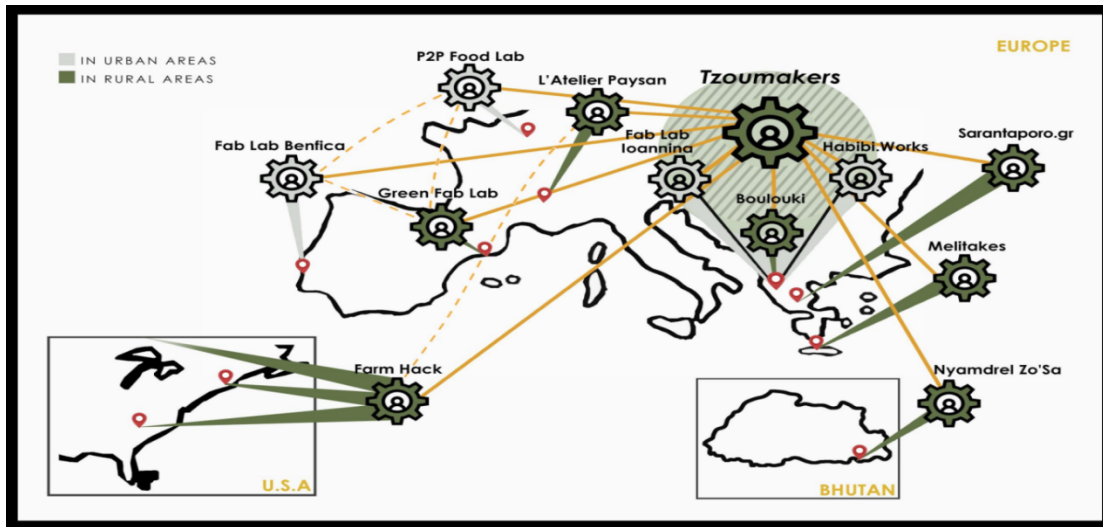 EUROPE
IN URBAN AREAS
IN RURAL AREAS
P2P Food Lab
L'Atelier Paysan
Tzoumakers
Fab Lab Benfica
Fab Lab
Ioannina
Habibi.Works
Sarantaporo.gr
Green Fab Lab
Boulouki
Melitakes
Farm Hack
Nyamdrel Zo'Sa
U.S.A
BHUTAN